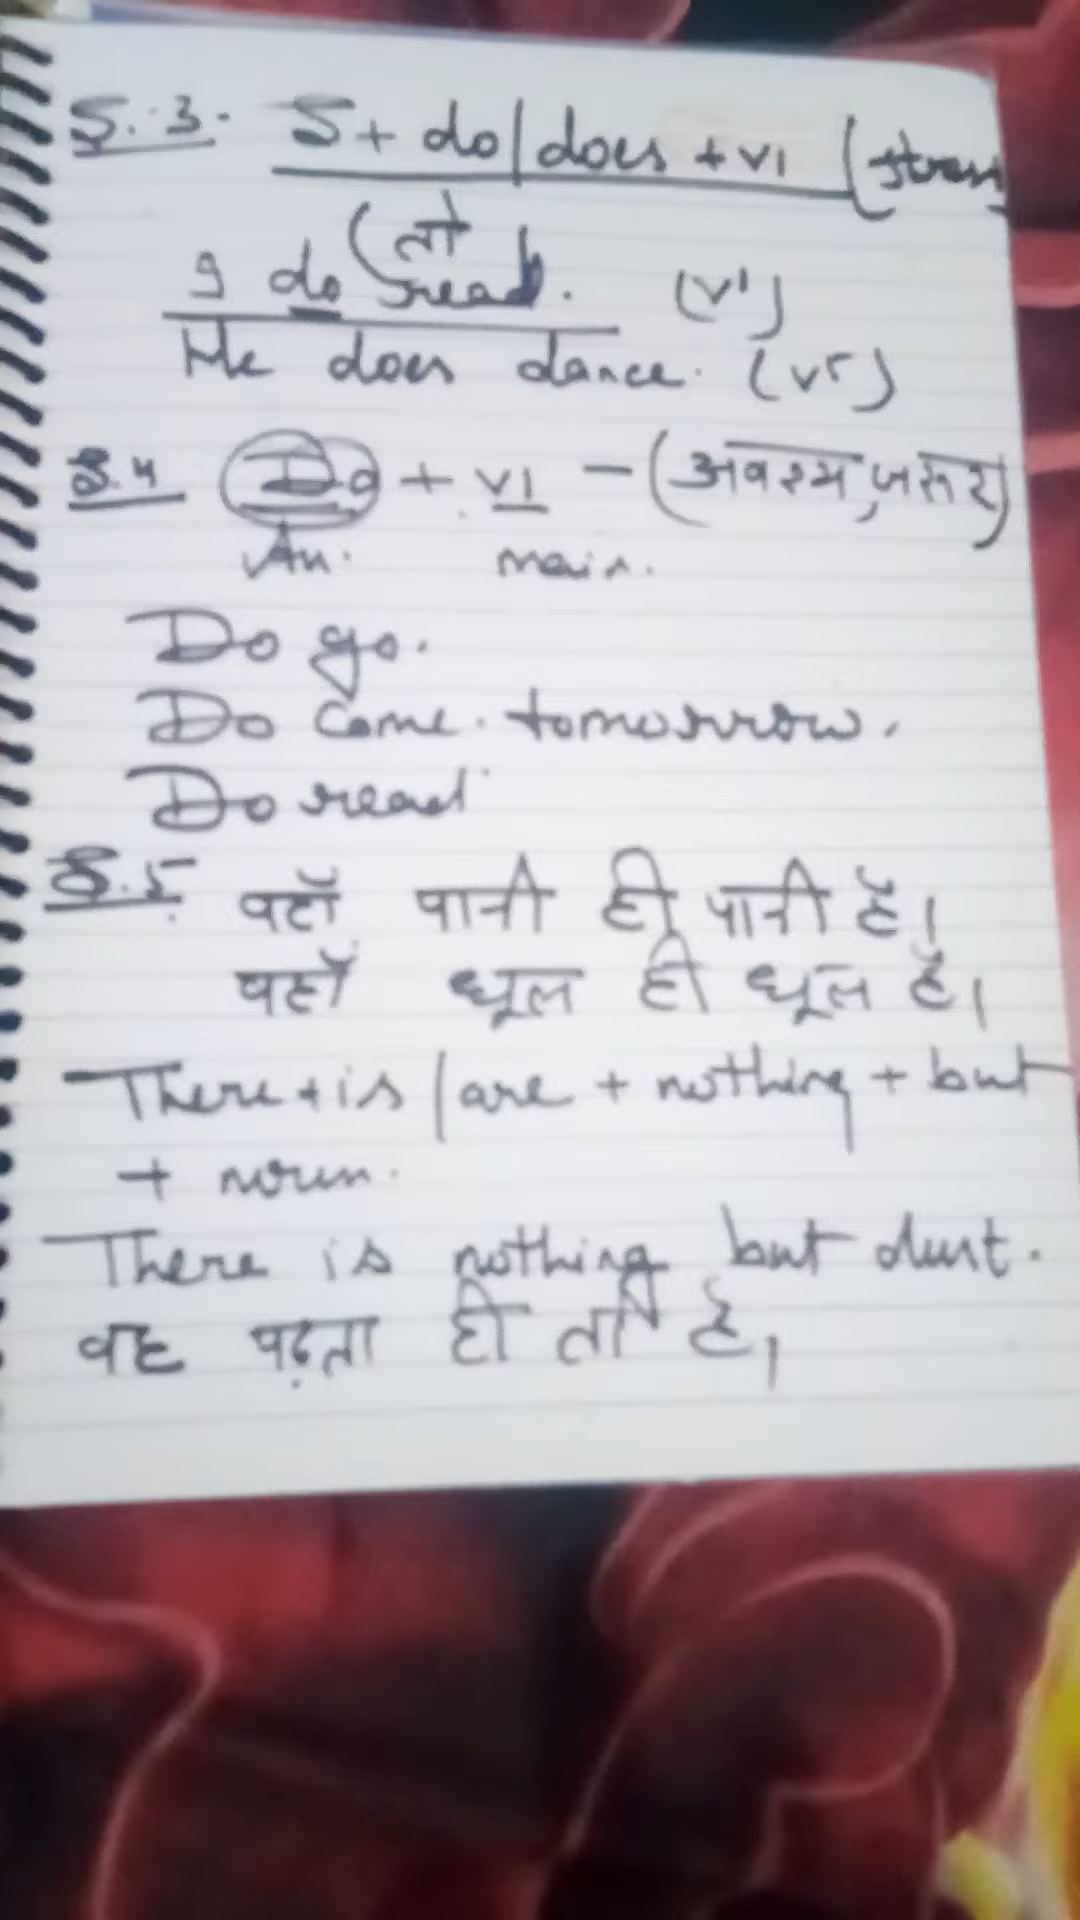 S.3. S + do/does + v1 (stress
(तो
I do read. (v¹)
He does dance. (v⁵)
S.4 Do + v1 - (अवश्य, जरूर)
Au. main.
Do go.
Do come tomorrow.
Do read
S.5 वहाँ पानी ही पानी है।
यहाँ धूल ही धूल है।
There + is / are + nothing + but
+ noun.
There is nothing but dust.
वह पढ़ता ही तो है।